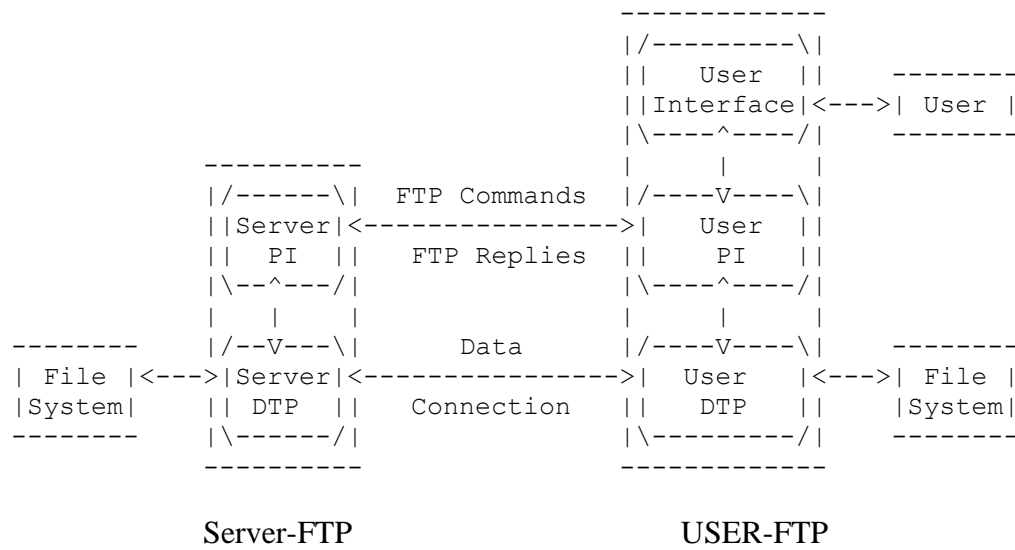 -------------
                                            |/---------\|
                                            ||   User  ||    --------
                                            ||Interface|<--->| User |
                                            |\----^----/|    --------
                  ----------                |     |     |
                  |/------\|  FTP Commands  |/----V----\|
                  ||Server|<---------------->|   User  ||
                  ||  PI  ||   FTP Replies  ||    PI   ||
                  |\--^---/|                |\----^----/|
                  |   |    |                |     |     |
      --------    |/--V---\|      Data      |/----V----\|    --------
      | File |<--->|Server|<---------------->|  User   |<--->| File |
      |System|    || DTP  ||   Connection   ||   DTP   ||    |System|
      --------    |\------/|                |\---------/|    --------
                  ----------                -------------
                  Server-FTP                   USER-FTP